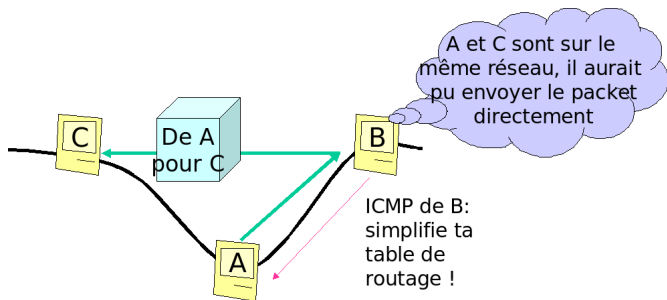 A et C sont sur le
même réseau, il aurait
pu envoyer le packet
directement
C
De A
pour C
B
ICMP de B:
simplifie ta
table de
routage !
A